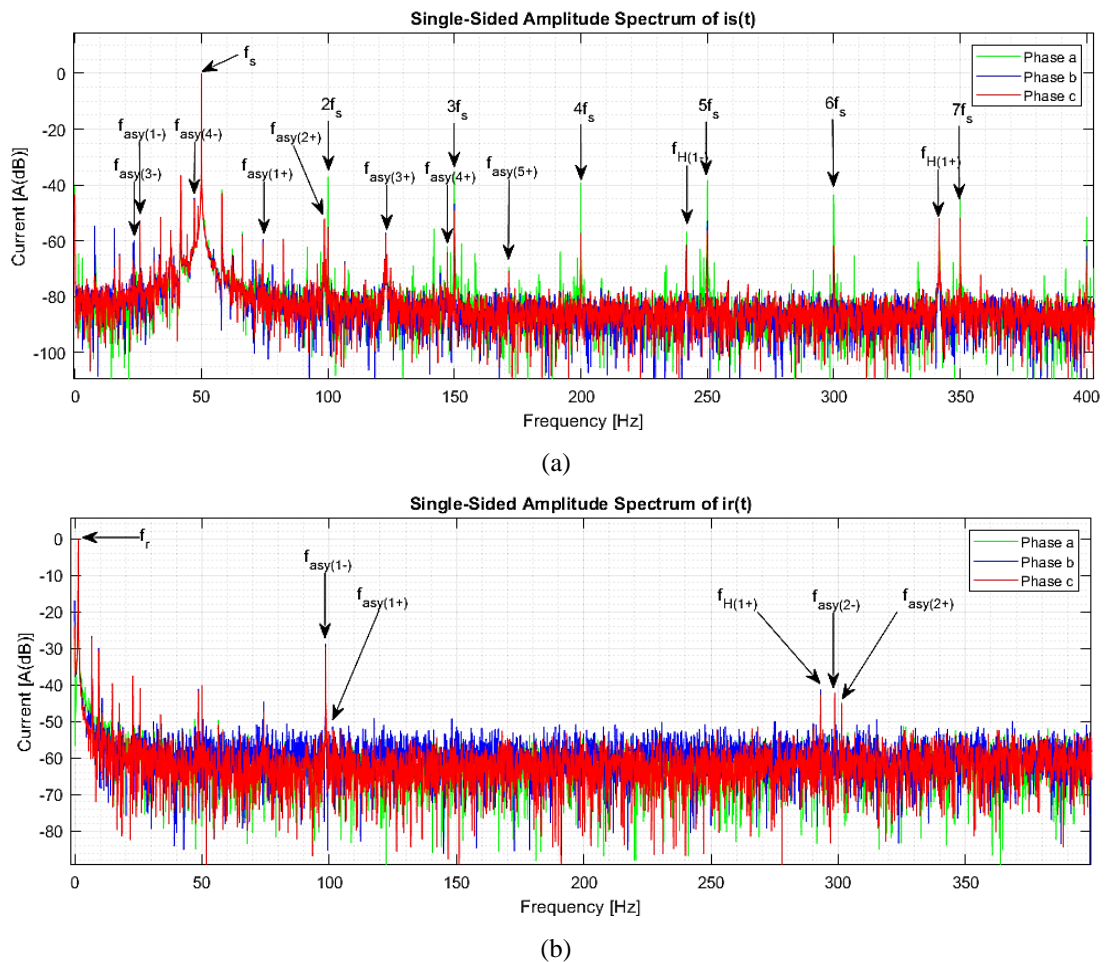 Single-Sided Amplitude Spectrum of is(t)
Current [A(dB)]
0
-20
-40
-60
-80
-100
f_s
f_asy(1-)
f_asy(4-)
f_asy(3-)
f_asy(2+)
f_asy(1+)
2f_s
f_asy(3+)
3f_s
f_asy(4+)
f_asy(5+)
4f_s
f_H(1-)
5f_s
6f_s
f_H(1+)
7f_s
Phase a
Phase b
Phase c
0 50 100 150 200 250 300 350 400
Frequency [Hz]
(a)
Single-Sided Amplitude Spectrum of ir(t)
Current [A(dB)]
0
-10
-20
-30
-40
-50
-60
-70
-80
f_r
f_asy(1-)
f_asy(1+)
f_H(1+)
f_asy(2-)
f_asy(2+)
Phase a
Phase b
Phase c
0 50 100 150 200 250 300 350
Frequency [Hz]
(b)